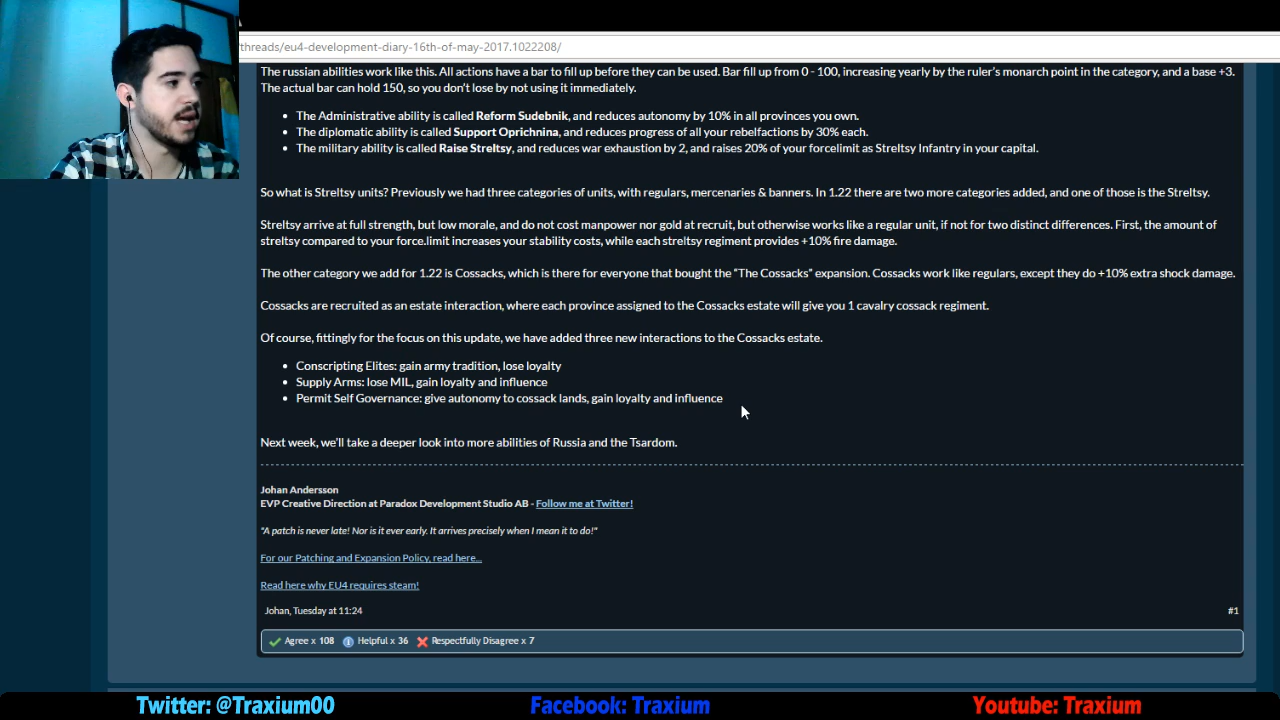 threads/eu4-development-diary-16th-of-may-2017.1022208/
The russian abilities work like this. All actions have a bar to fill up before they can be used. Bar fill up from 0 - 100, increasing yearly by the ruler's monarch point in the category, and a base +3.
The actual bar can hold 150, so you don't lose by not using it immediately.
• The Administrative ability is called Reform Sudebnik, and reduces autonomy by 10% in all provinces you own.
• The diplomatic ability is called Support Oprichnina, and reduces progress of all your rebelfactions by 30% each.
• The military ability is called Raise Streltsy, and reduces war exhaustion by 2, and raises 20% of your forcelimit as Streltsy Infantry in your capital.
So what is Streltsy units? Previously we had three categories of units, with regulars, mercenaries & banners. In 1.22 there are two more categories added, and one of those is the Streltsy.
Streltsy arrive at full strength, but low morale, and do not cost manpower nor gold at recruit, but otherwise works like a regular unit, if not for two distinct differences. First, the amount of
streltsy compared to your force.limit increases your stability costs, while each streltsy regiment provides +10% fire damage.
The other category we add for 1.22 is Cossacks, which is there for everyone that bought the "The Cossacks" expansion. Cossacks work like regulars, except they do +10% extra shock damage.
Cossacks are recruited as an estate interaction, where each province assigned to the Cossacks estate will give you 1 cavalry cossack regiment.
Of course, fittingly for the focus on this update, we have added three new interactions to the Cossacks estate.
• Conscripting Elites: gain army tradition, lose loyalty
• Supply Arms: lose MIL, gain loyalty and influence
• Permit Self Governance: give autonomy to cossack lands, gain loyalty and influence
Next week, we'll take a deeper look into more abilities of Russia and the Tsardom.
Johan Andersson
EVP Creative Direction at Paradox Development Studio AB - Follow me at Twitter!
"A patch is never late! Nor is it ever early. It arrives precisely when I mean it to do!"
For our Patching and Expansion Policy, read here...
Read here why EU4 requires steam!
Johan, Tuesday at 11:24 #1
Agree x 108 Helpful x 36 Respectfully Disagree x 7
Twitter: @Traxium00 Facebook: Traxium Youtube: Traxium